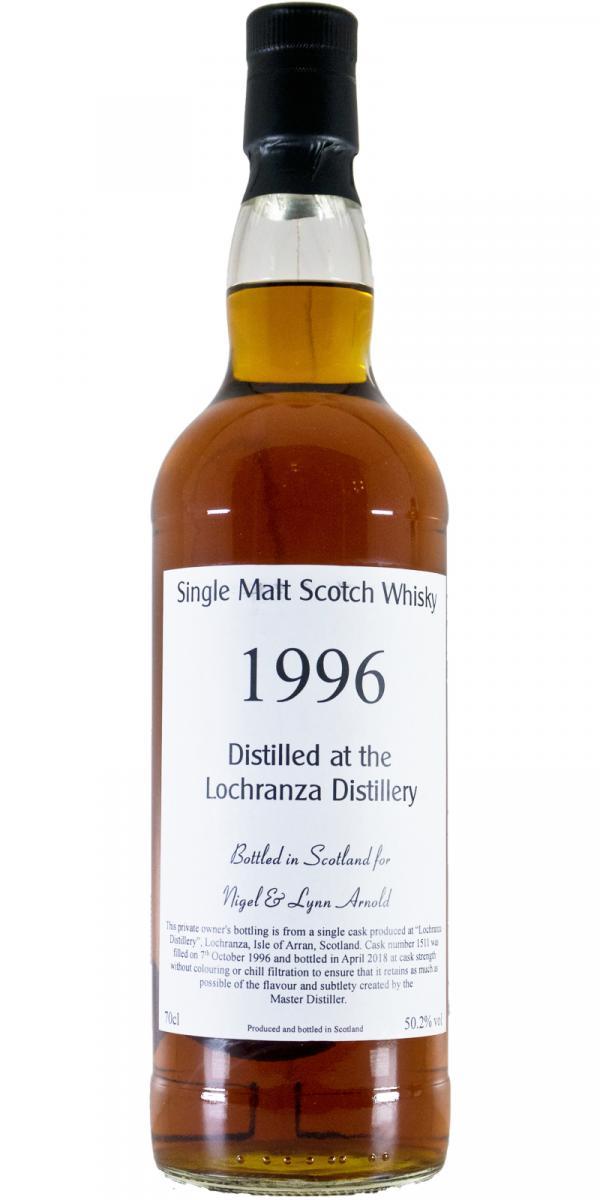 Single Malt Scotch Whisky
1996
Distilled at the
Lochranza Distillery
Bottled in Scotland for
Nigel & Lynn Arnold
This private owner's bottling is from a single cask produced at "Lochranza
Distillery", Lochranza, Isle of Arran, Scotland. Cask number 1511 was
filled on 7th October 1996 and bottled in April 2018 at cask strength
without colouring or chill filtration to ensure that it retains as much as
possible of the flavour and subtlety created by the
Master Distiller.
70cl
Produced and bottled in Scotland
50.2% vol